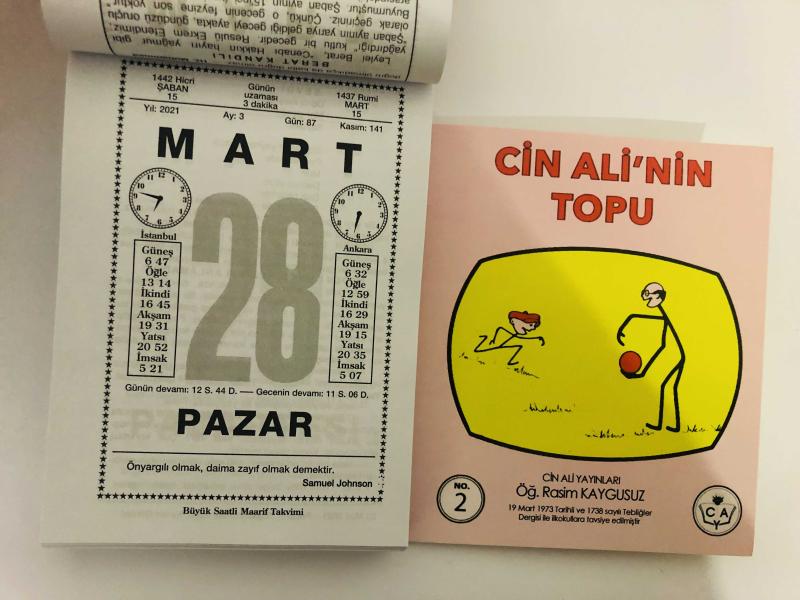 BERAT KANDİLİ
Leylei Berat, "Cenabı Hakkın hayırı yağmur gibi
yağdırdığı" kutlu bir gecedir. Resulü Ekrem Efendimiz,
"Şaban ayının yarıya geldiği geceyi ayakta, gündüzü oruçlu
olarak geçiriniz. Çünkü, o gecenin feyzine son yoktur."
Buyurmuştur. Şaban ayının
1442 Hicri
ŞABAN
15
Günün
uzaması
3 dakika
1437 Rumi
MART
15
Yıl: 2021 Ay: 3 Gün: 87 Kasım: 141
MART
28
İstanbul
Güneş
6 47
Öğle
13 14
İkindi
16 45
Akşam
19 31
Yatsı
20 52
İmsak
5 21
Ankara
Güneş
6 32
Öğle
12 59
İkindi
16 29
Akşam
19 15
Yatsı
20 35
İmsak
5 07
Günün devamı: 12 S. 44 D. — Gecenin devamı: 11 S. 06 D.
PAZAR
Önyargılı olmak, daima zayıf olmak demektir.
Samuel Johnson
Büyük Saatli Maarif Takvimi
CİN ALİ'NİN
TOPU
NO.
2
CİN ALİ YAYINLARI
Öğ. Rasim KAYGUSUZ
19 Mart 1973 Tarihli ve 1738 sayılı Tebliğler
Dergisi ile ilkokullara tavsiye edilmiştir
C A
Y